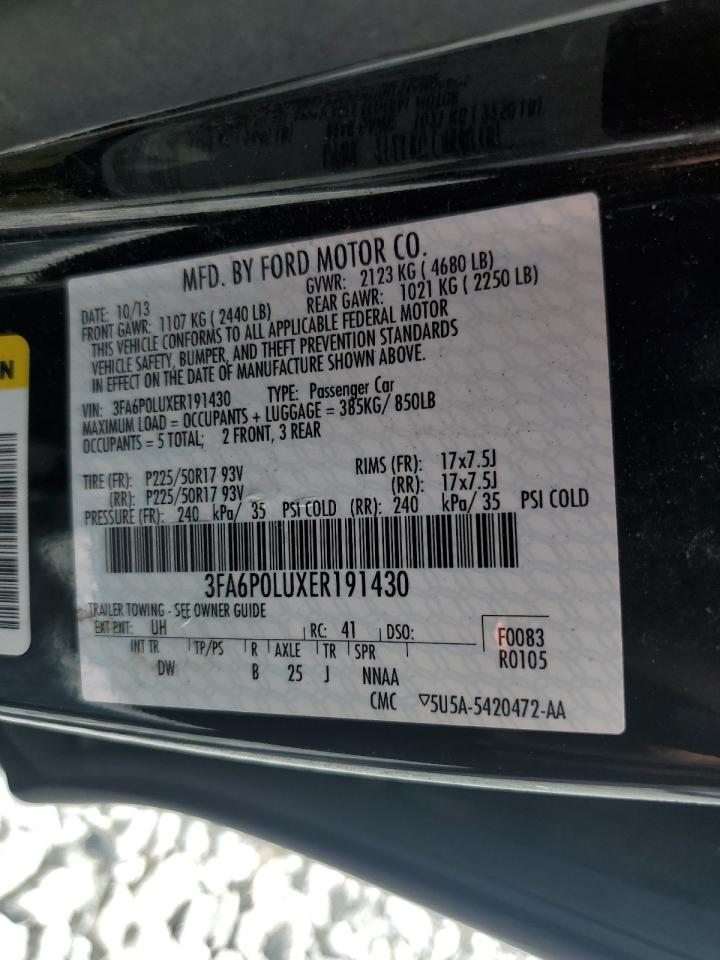 MFD. BY FORD MOTOR CO.
DATE: 10/13 GVWR: 2123 KG (4680 LB)
FRONT GAWR: 1107 KG (2440 LB) REAR GAWR: 1021 KG (2250 LB)
THIS VEHICLE CONFORMS TO ALL APPLICABLE FEDERAL MOTOR
VEHICLE SAFETY, BUMPER, AND THEFT PREVENTION STANDARDS
IN EFFECT ON THE DATE OF MANUFACTURE SHOWN ABOVE.
VIN: 3FA6P0LUXER191430 TYPE: Passenger Car
MAXIMUM LOAD = OCCUPANTS + LUGGAGE = 385KG/ 850LB
OCCUPANTS = 5 TOTAL; 2 FRONT, 3 REAR
TIRE (FR): P225/50R17 93V RIMS (FR): 17x7.5J
(RR): P225/50R17 93V (RR): 17x7.5J
PRESSURE (FR): 240 kPa/ 35 PSI COLD (RR): 240 kPa/ 35 PSI COLD
3FA6P0LUXER191430
TRAILER TOWING - SEE OWNER GUIDE
EXT PNT: UH RC: 41 DSO: F0083
INT TR TP/PS R AXLE TR SPR R0105
DW B 25 J NNAA
CMC ▽5U5A-5420472-AA
N